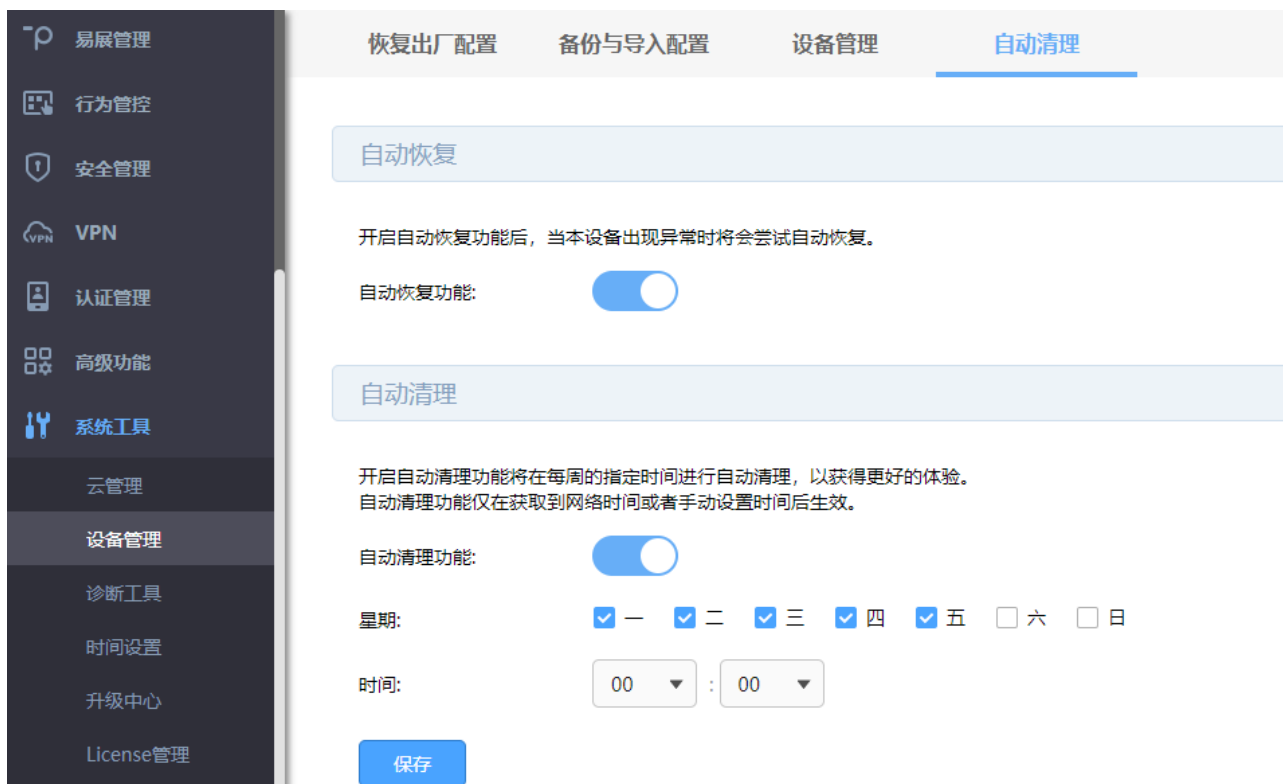 易展管理
行为管控
安全管理
VPN
VPN
认证管理
高级功能
系统工具
云管理
设备管理
诊断工具
时间设置
升级中心
License管理
恢复出厂配置 备份与导入配置 设备管理 自动清理
自动恢复
开启自动恢复功能后，当本设备出现异常时将会尝试自动恢复。
自动恢复功能:
自动清理
开启自动清理功能将在每周的指定时间进行自动清理，以获得更好的体验。
自动清理功能仅在获取到网络时间或者手动设置时间后生效。
自动清理功能:
星期: 一 二 三 四 五 六 日
时间: 00 : 00
保存